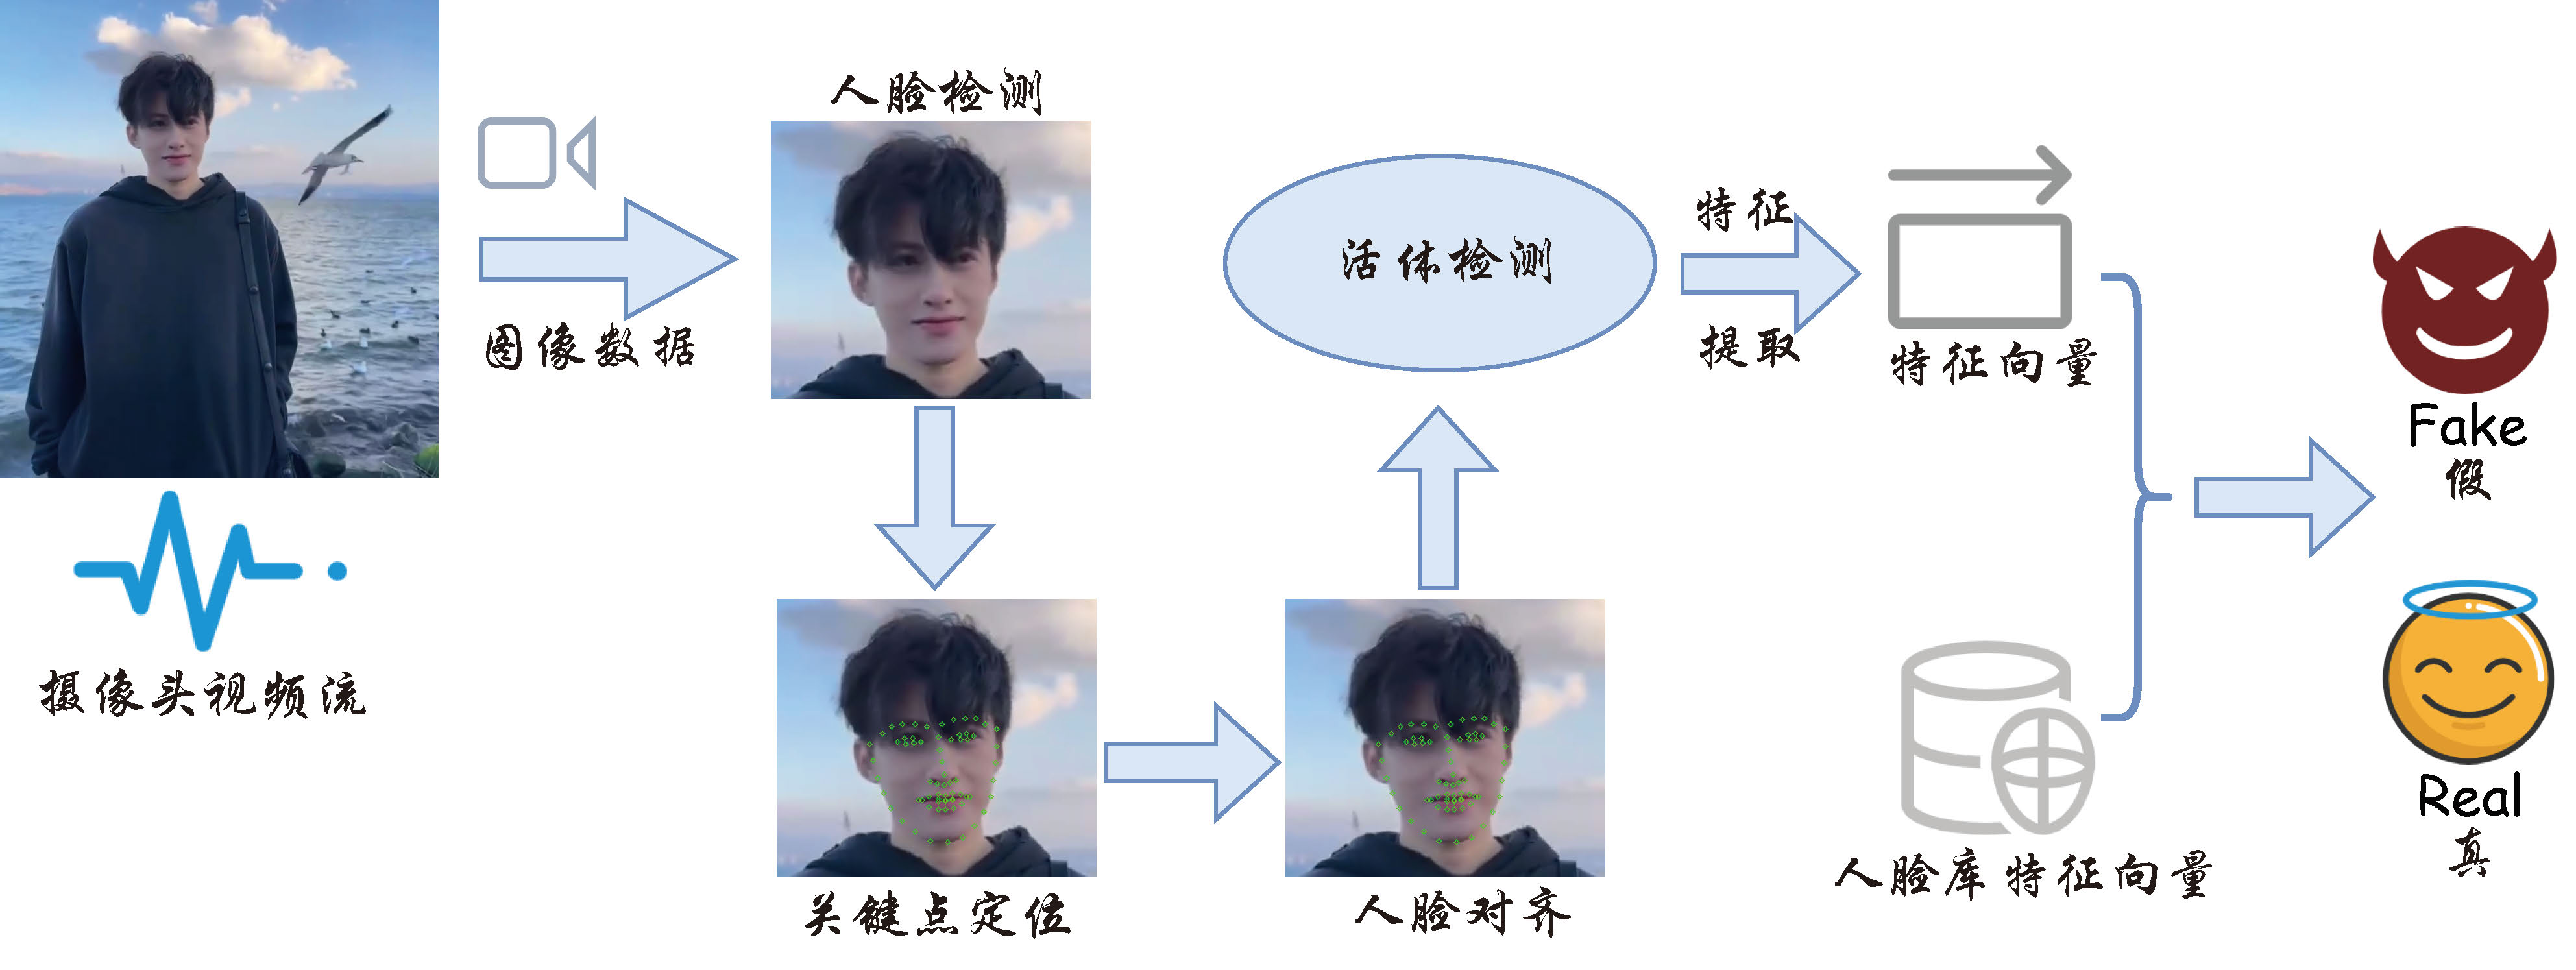 人脸检测
图像数据
摄像头视频流
关键点定位
人脸对齐
活体检测
特征
提取
特征向量
人脸库特征向量
Fake
假
Real
真